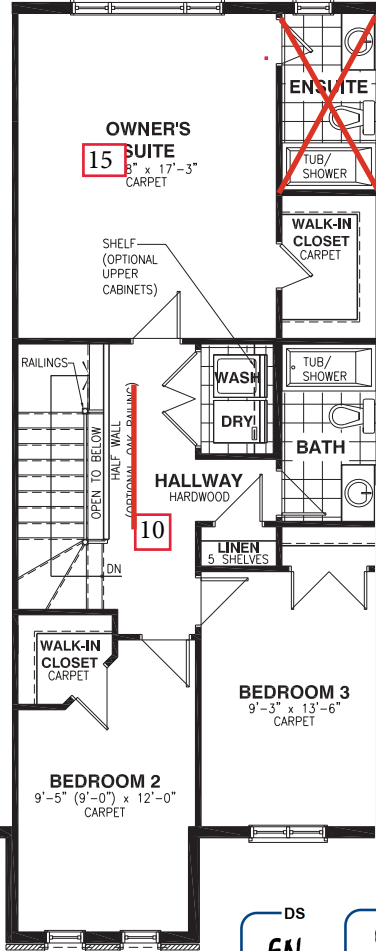 ENSUITE
TUB/
SHOWER
OWNER'S
SUITE
15
8" x 17'-3"
CARPET
WALK-IN
CLOSET
CARPET
SHELF
(OPTIONAL
UPPER
CABINETS)
RAILINGS
WASH
DRY
TUB/
SHOWER
BATH
OPEN TO BELOW
HALF WALL
(OPTIONAL OAK RAILING)
HALLWAY
HARDWOOD
10
LINEN
5 SHELVES
DN
WALK-IN
CLOSET
CARPET
BEDROOM 3
9'-3" x 13'-6"
CARPET
BEDROOM 2
9'-5" (9'-0") x 12'-0"
CARPET
DS